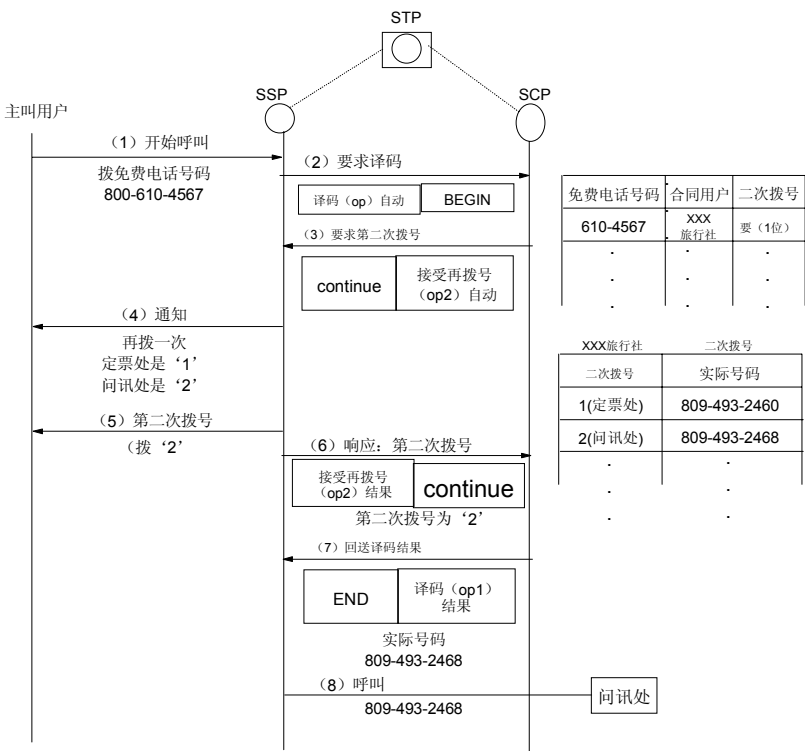 STP
SSP
SCP
主叫用户
(1)开始呼叫
拨免费电话号码
800-610-4567
(2)要求译码
译码(op)自动
BEGIN
(3)要求第二次拨号
continue
接受再拨号
(op2)自动
(4)通知
再拨一次
定票处是‘1’
问讯处是‘2’
(5)第二次拨号
(拨‘2’
(6)响应:第二次拨号
接受再拨号
(op2)结果
continue
第二次拨号为‘2’
(7)回送译码结果
END
译码(op1)
结果
实际号码
809-493-2468
(8)呼叫
809-493-2468
问讯处
免费电话号码 合同用户 二次拨号
610-4567 XXX 要(1位)
旅行社
XXX旅行社 二次拨号
二次拨号 实际号码
1(定票处) 809-493-2460
2(问讯处) 809-493-2468